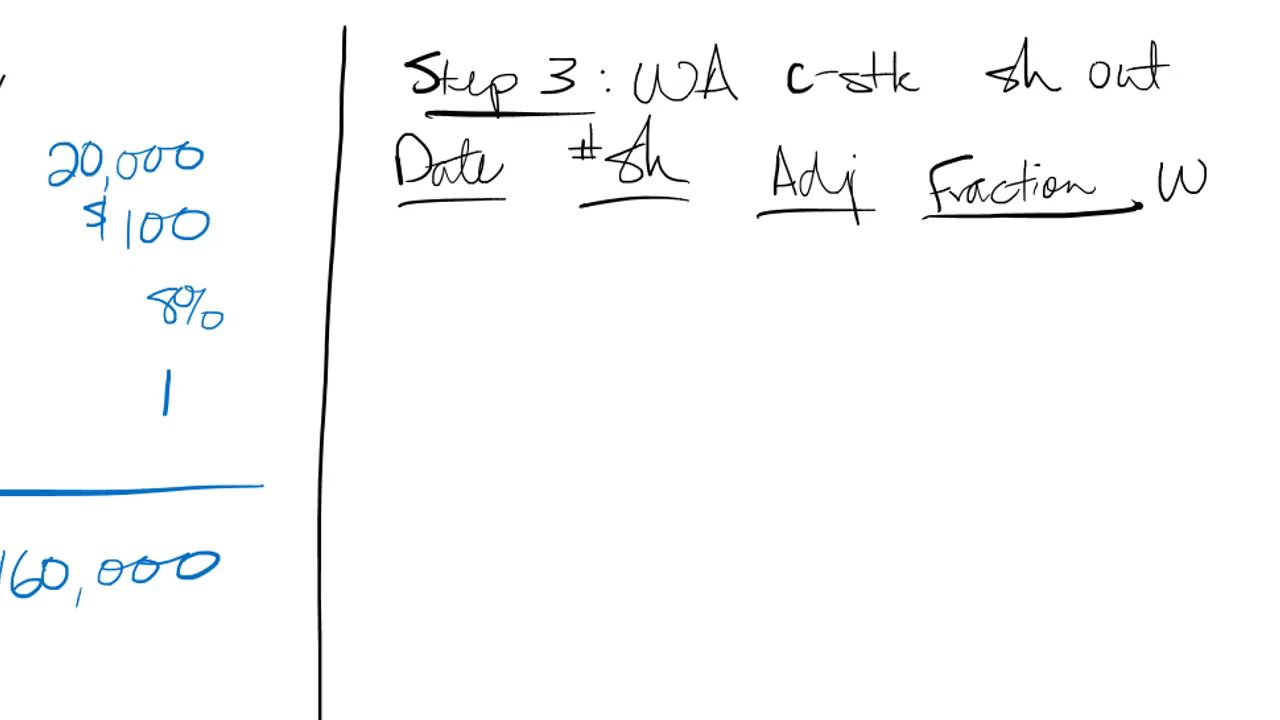 20,000
$100
8%
1
160,000
Step 3: WA c-stk sh out
Date #sh Adj Fraction W